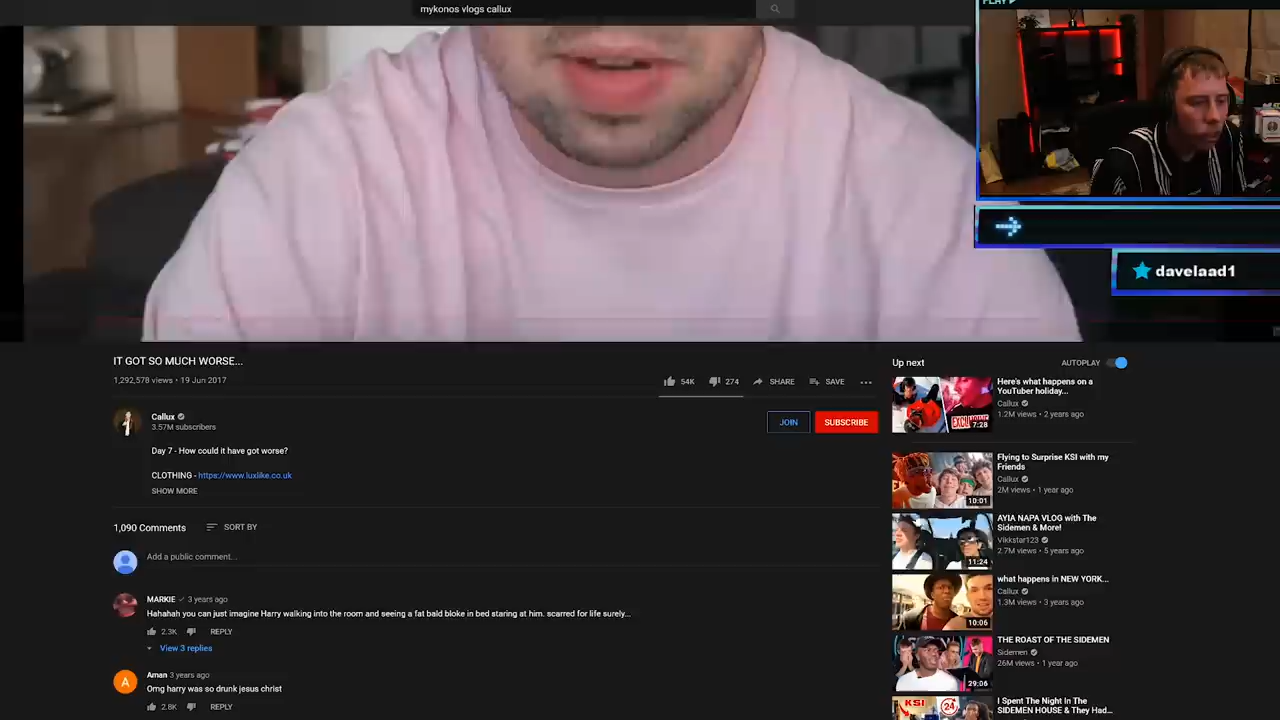 mykonos vlogs callux
PLAY
davelaad1
IT GOT SO MUCH WORSE...
1,292,578 views • 19 Jun 2017
54K
274
SHARE
SAVE
Callux
3.57M subscribers
JOIN
SUBSCRIBE
Day 7 - How could it have got worse?
CLOTHING - https://www.luxlike.co.uk
SHOW MORE
1,090 Comments
SORT BY
Add a public comment...
MARKIE 3 years ago
Hahahah you can just imagine Harry walking into the room and seeing a fat bald bloke in bed staring at him. scarred for life surely...
2.3K
REPLY
View 3 replies
A
Aman 3 years ago
Omg harry was so drunk jesus christ
2.8K
REPLY
Up next
AUTOPLAY
7:28
Here's what happens on a
YouTuber holiday...
Callux
1.2M views • 2 years ago
10:01
Flying to Surprise KSI with my
Friends
Callux
2M views • 1 year ago
11:24
AYIA NAPA VLOG with The
Sidemen & More!
Vikkstar123
2.7M views • 5 years ago
10:06
what happens in NEW YORK...
Callux
1.3M views • 3 years ago
29:06
THE ROAST OF THE SIDEMEN
Sidemen
26M views • 1 year ago
KSI
24
I Spent The Night In The
SIDEMEN HOUSE & They Had...